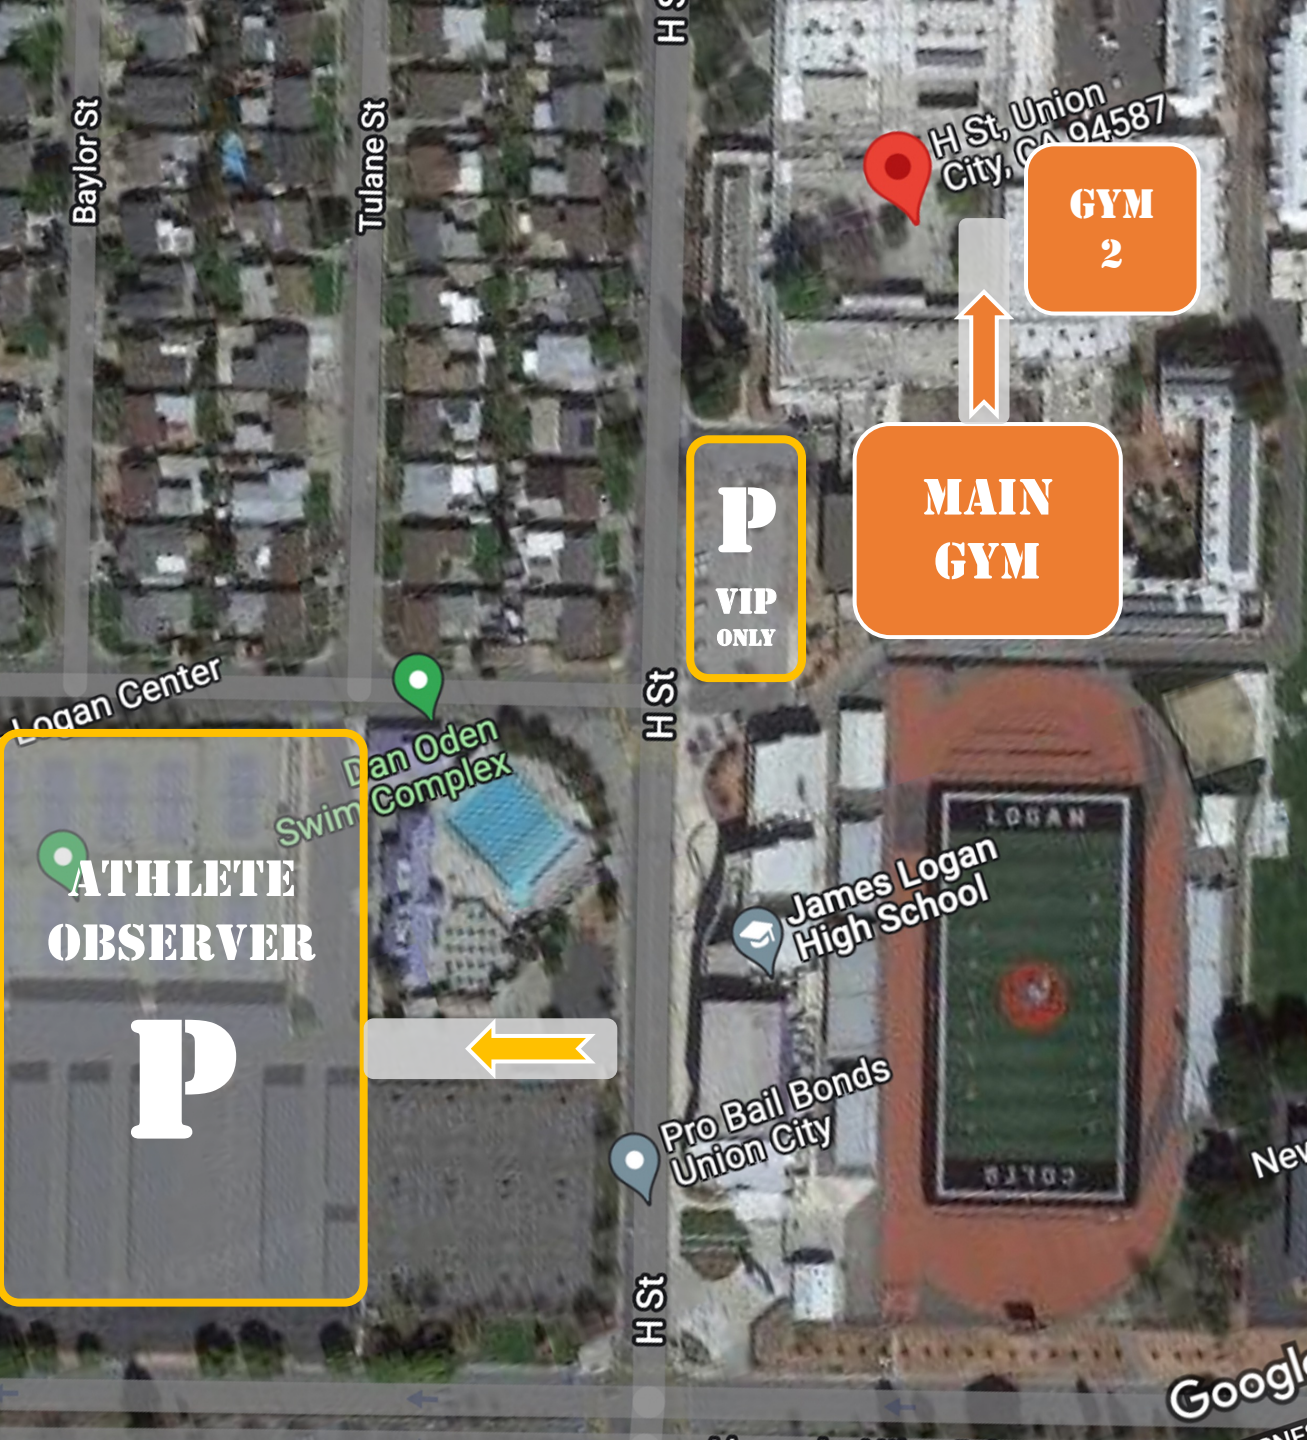 H S
Baylor St
Tulane St
H St, Union
City, CA 94587
GYM
2
MAIN
GYM
P
VIP
ONLY
Logan Center
H St
Dan Oden
Swim Complex
LOGAN
ATHLETE
OBSERVER
P
James Logan
High School
Pro Bail Bonds
Union City
COLTS
New
H St
Google